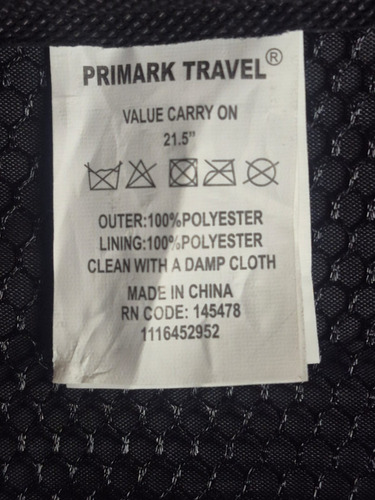 PRIMARK TRAVEL®
VALUE CARRY ON
21.5"
OUTER:100%POLYESTER
LINING:100%POLYESTER
CLEAN WITH A DAMP CLOTH
MADE IN CHINA
RN CODE: 145478
1116452952